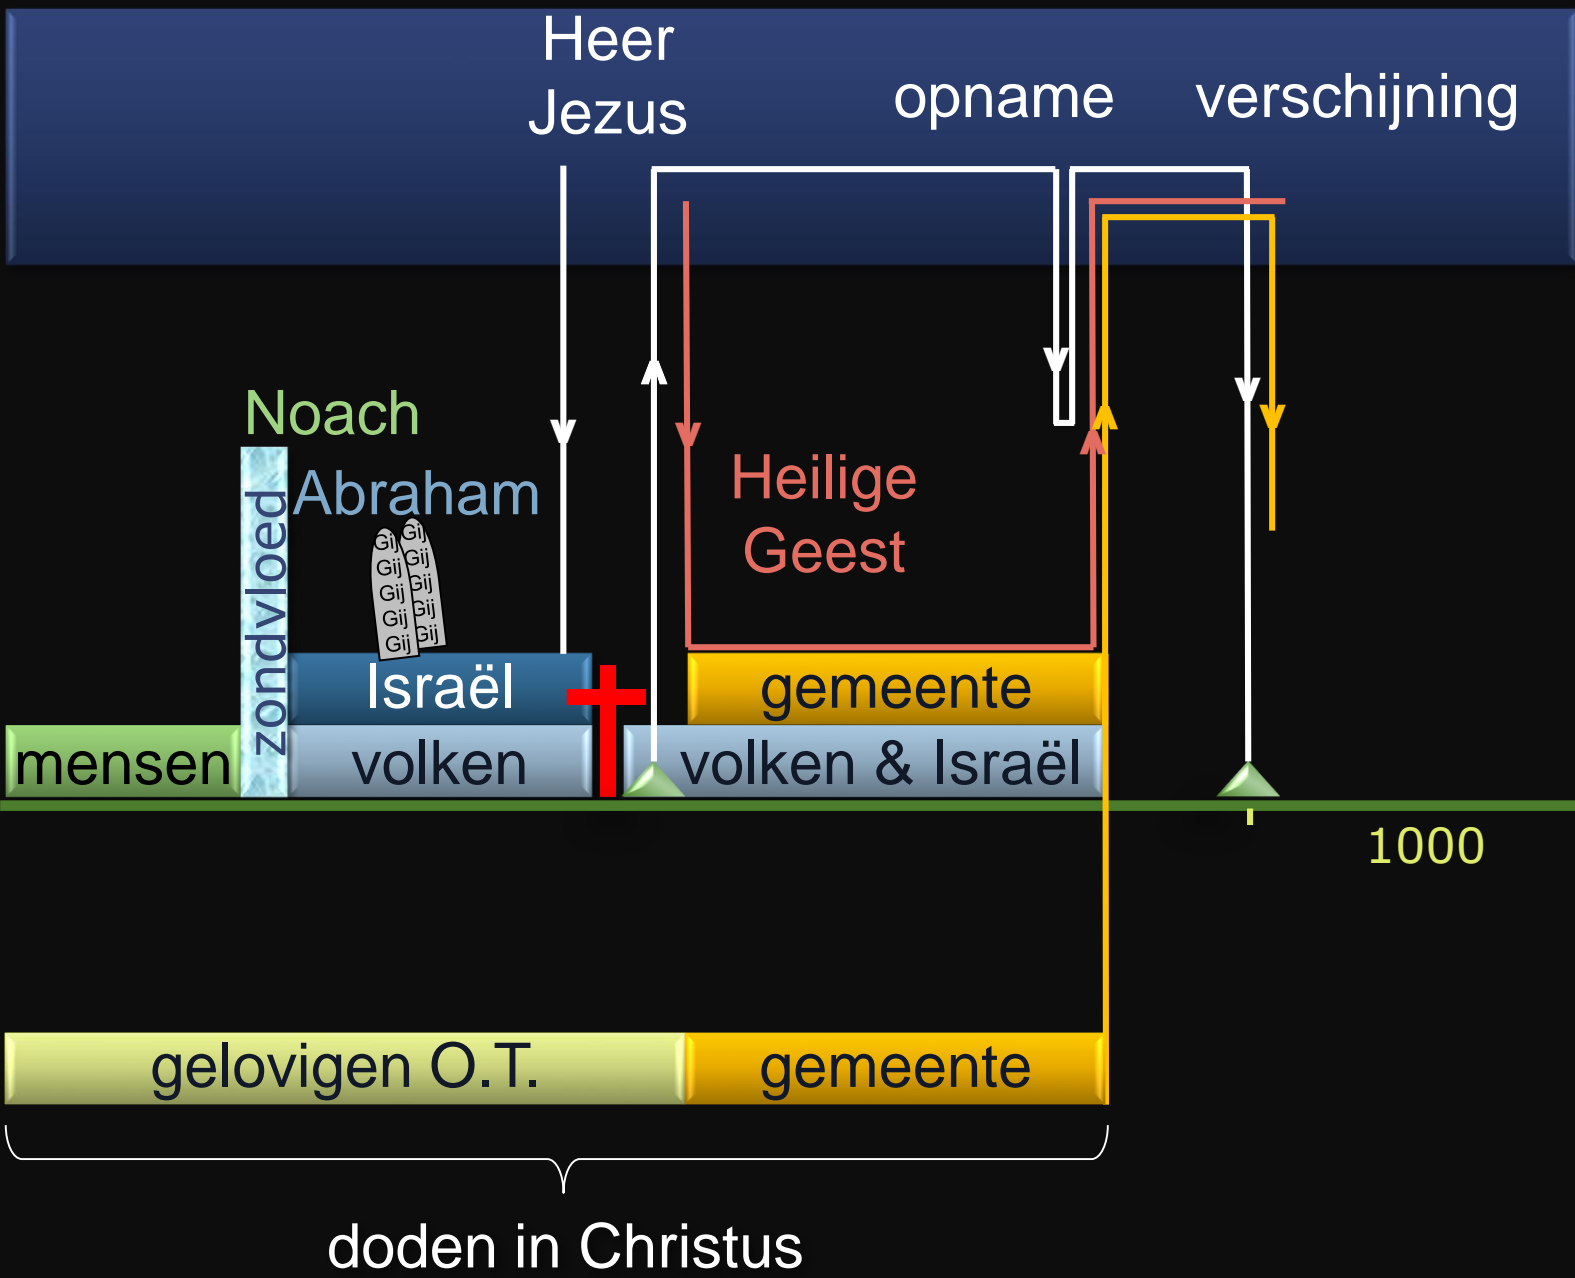 Heer
Jezus
opname
verschijning
Noach
Abraham
zondvloed
Gij
Gij
Gij
Gij
Gij
Gij
Gij
Gij
Gij
Gij
Heilige
Geest
Israël
gemeente
mensen
volken
volken & Israël
1000
gelovigen O.T.
gemeente
doden in Christus